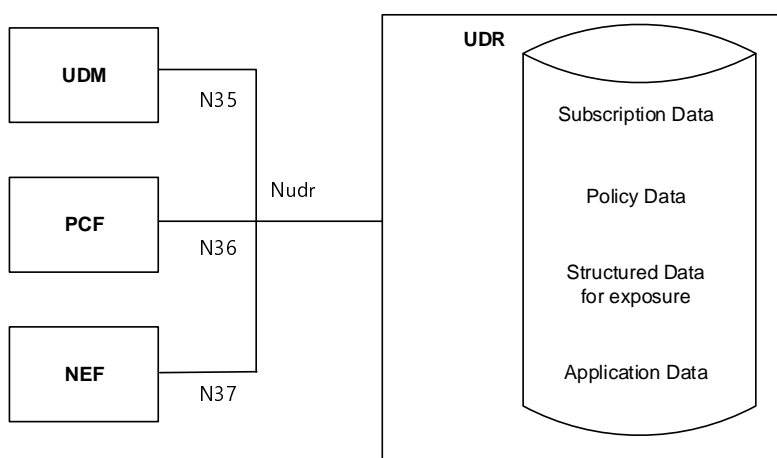 UDM
N35
PCF
N36
NEF
N37
Nudr
UDR
Subscription Data
Policy Data
Structured Data
for exposure
Application Data